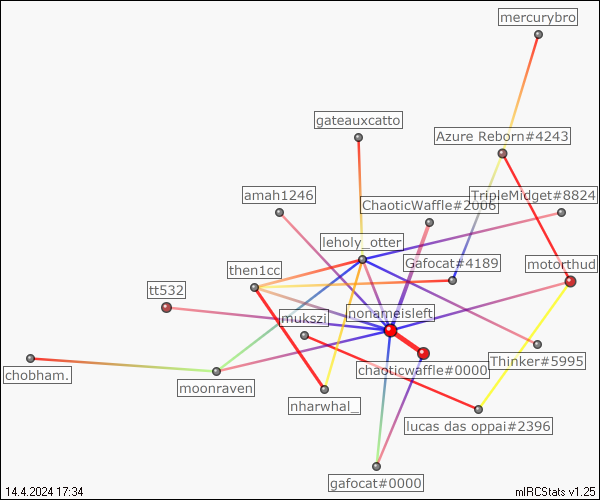 mercurybro
gateauxcatto
Azure Reborn#4243
amah1246
TripleMidget#8824
ChaoticWaffle#2006
leholy_otter
Gafocat#4189
motorthud
then1cc
tt532
mukszi
nonameisleft
chobham.
moonraven
chaoticwaffle#0000
Thinker#5995
nharwhal_
lucas das oppai#2396
gafocat#0000
14.4.2024 17:34
mIRCStats v1.25